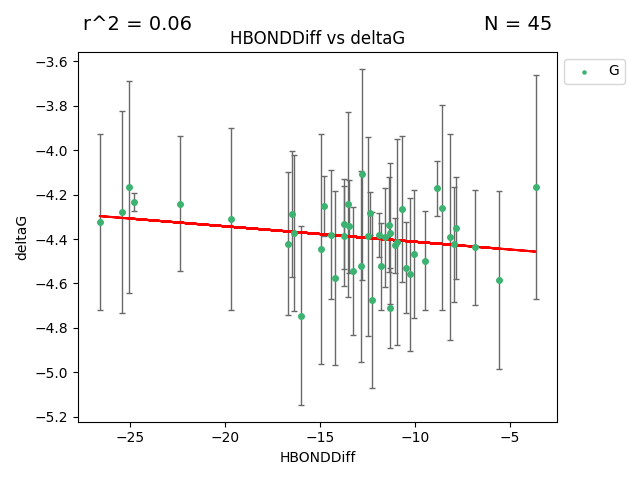 r^2 = 0.06
N = 45
HBONDDiff vs deltaG
G
deltaG
−3.6
−3.8
−4.0
−4.2
−4.4
−4.6
−4.8
−5.0
−5.2
−25
−20
−15
−10
−5
HBONDDiff